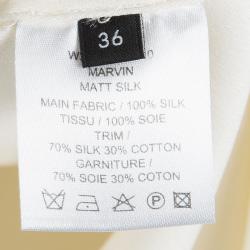 36
MARVIN
MATT SILK
MAIN FABRIC / 100% SILK
TISSU / 100% SOIE
TRIM /
70% SILK 30% COTTON
GARNITURE /
70% SOIE 30% COTTON
P